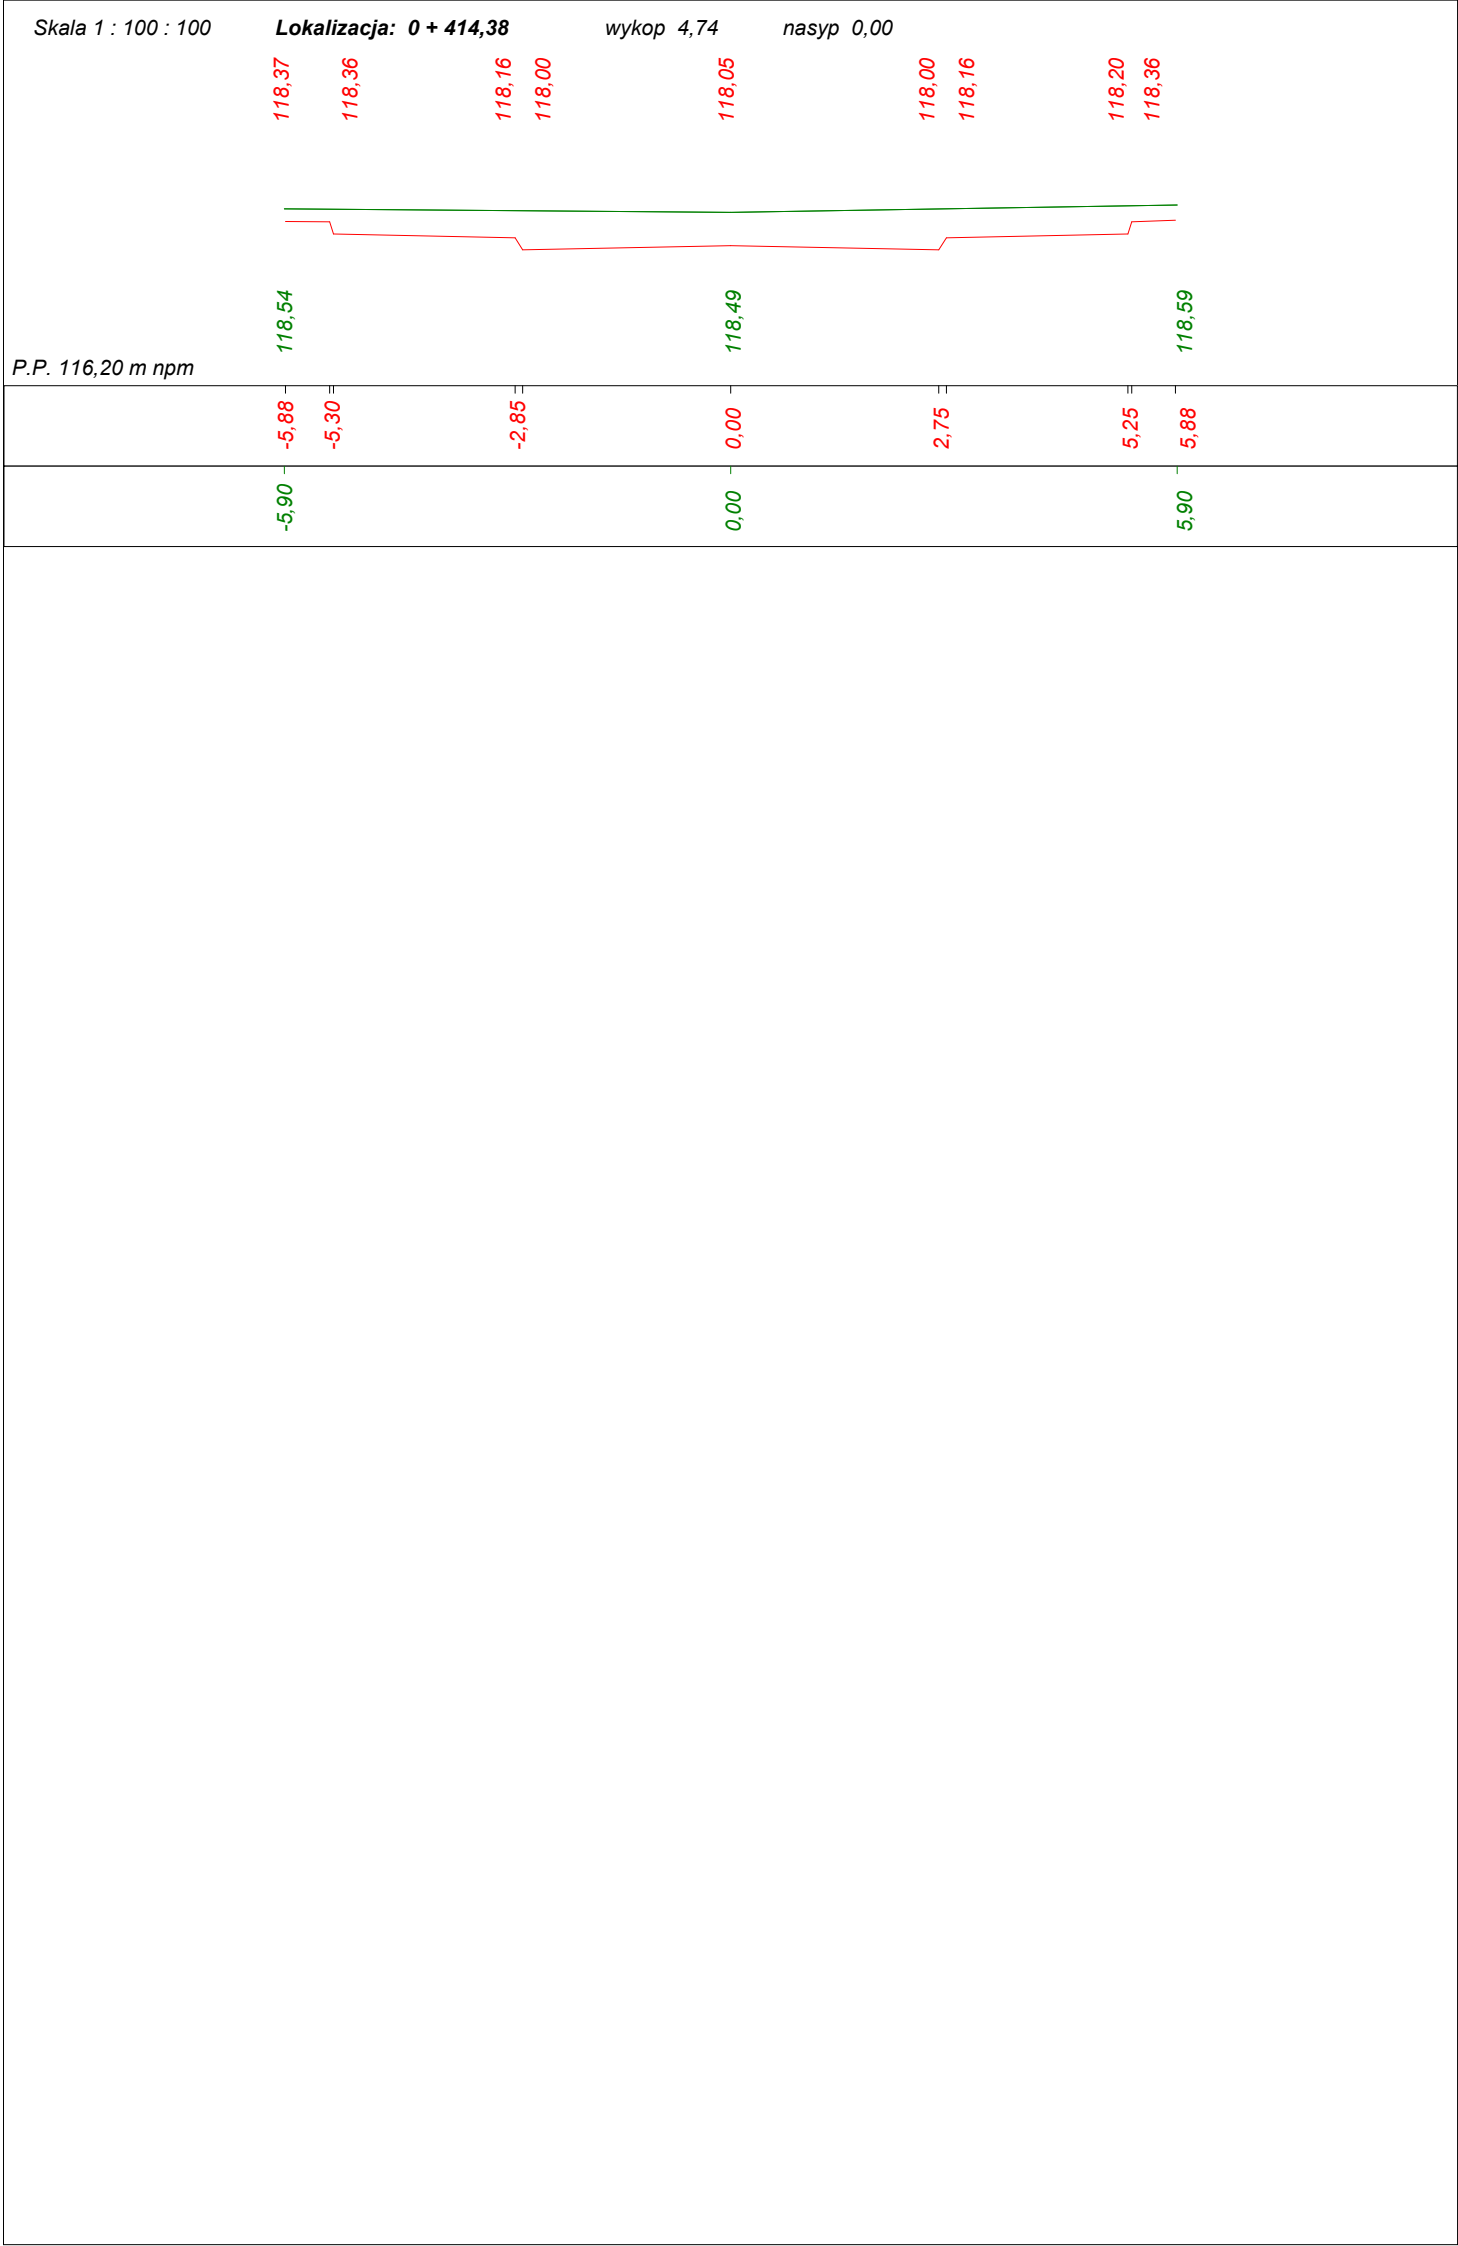 Skala 1 : 100 : 100 Lokalizacja: 0 + 414,38 wykop 4,74 nasyp 0,00
118,37 118,36 118,16 118,00 118,05 118,00 118,16 118,20 118,36
118,54 118,49 118,59
P.P. 116,20 m npm
-5,88 -5,30 -2,85 0,00 2,75 5,25 5,88
-5,90 0,00 5,90